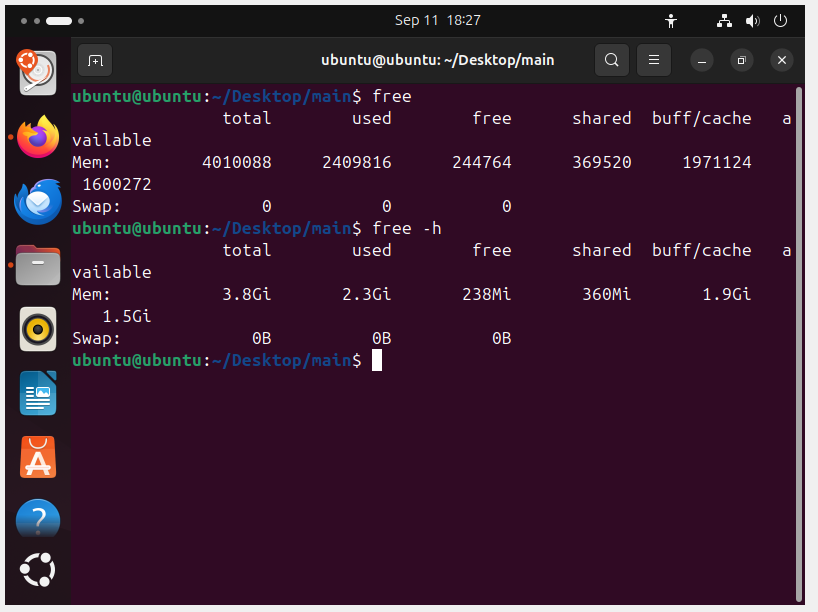 Sep 11 18:27
ubuntu@ubuntu: ~/Desktop/main
ubuntu@ubuntu:~/Desktop/main$ free
total used free shared buff/cache a
vailable
Mem: 4010088 2409816 244764 369520 1971124
1600272
Swap: 0 0 0
ubuntu@ubuntu:~/Desktop/main$ free -h
total used free shared buff/cache a
vailable
Mem: 3.8Gi 2.3Gi 238Mi 360Mi 1.9Gi
1.5Gi
Swap: 0B 0B 0B
ubuntu@ubuntu:~/Desktop/main$